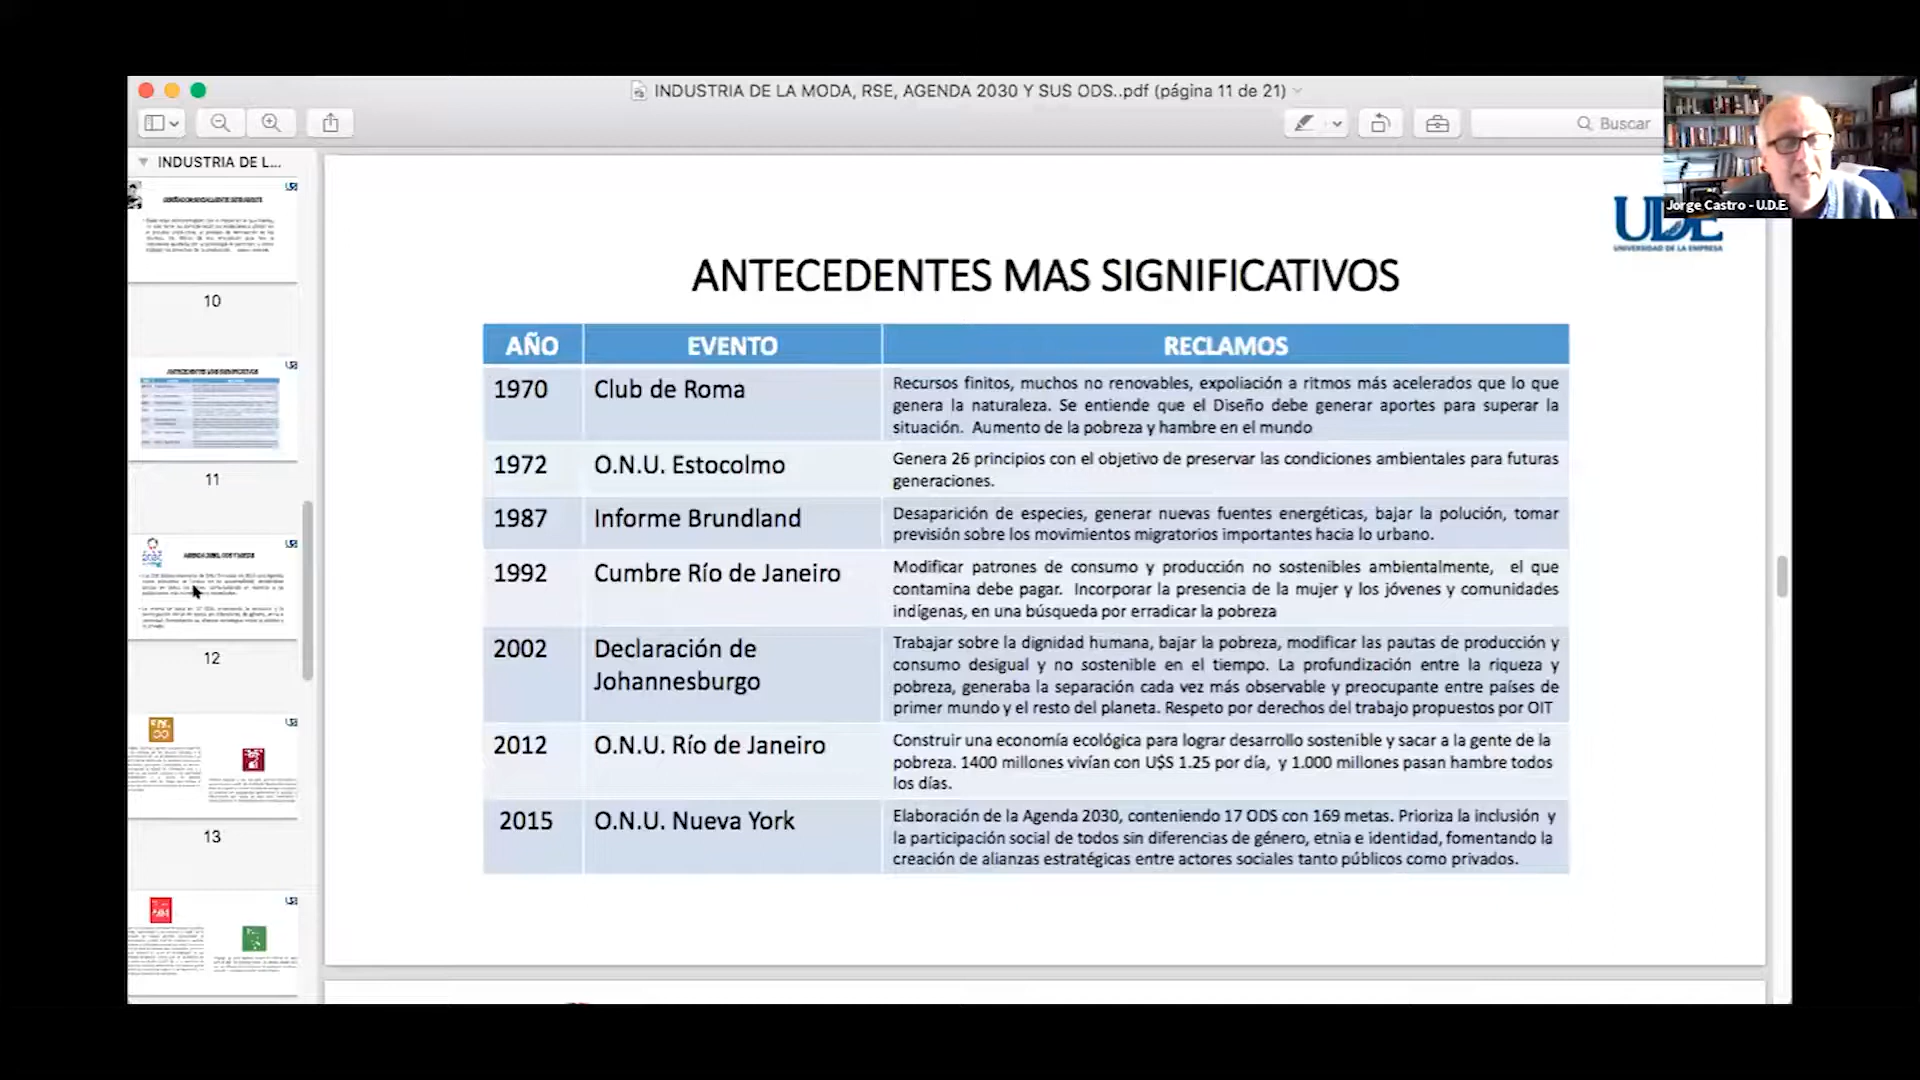 INDUSTRIA DE LA MODA, RSE, AGENDA 2030 Y SUS ODS..pdf (página 11 de 21)
Buscar
INDUSTRIA DE L...
10
11
12
13
Jorge Castro - U.D.E.
UDE
UNIVERSIDAD DE LA EMPRESA
ANTECEDENTES MAS SIGNIFICATIVOS
AÑO EVENTO RECLAMOS
1970 Club de Roma
Recursos finitos, muchos no renovables, expoliación a ritmos más acelerados que lo que
genera la naturaleza. Se entiende que el Diseño debe generar aportes para superar la
situación. Aumento de la pobreza y hambre en el mundo
1972 O.N.U. Estocolmo
Genera 26 principios con el objetivo de preservar las condiciones ambientales para futuras
generaciones.
1987 Informe Brundland
Desaparición de especies, generar nuevas fuentes energéticas, bajar la polución, tomar
previsión sobre los movimientos migratorios importantes hacia lo urbano.
1992 Cumbre Río de Janeiro
Modificar patrones de consumo y producción no sostenibles ambientalmente, el que
contamina debe pagar. Incorporar la presencia de la mujer y los jóvenes y comunidades
indígenas, en una búsqueda por erradicar la pobreza
2002 Declaración de
Johannesburgo
Trabajar sobre la dignidad humana, bajar la pobreza, modificar las pautas de producción y
consumo desigual y no sostenible en el tiempo. La profundización entre la riqueza y
pobreza, generaba la separación cada vez más observable y preocupante entre países de
primer mundo y el resto del planeta. Respeto por derechos del trabajo propuestos por OIT
2012 O.N.U. Río de Janeiro
Construir una economía ecológica para lograr desarrollo sostenible y sacar a la gente de la
pobreza. 1400 millones vivían con U$S 1.25 por día, y 1.000 millones pasan hambre todos
los días.
2015 O.N.U. Nueva York
Elaboración de la Agenda 2030, conteniendo 17 ODS con 169 metas. Prioriza la inclusión y
la participación social de todos sin diferencias de género, etnia e identidad, fomentando la
creación de alianzas estratégicas entre actores sociales tanto públicos como privados.